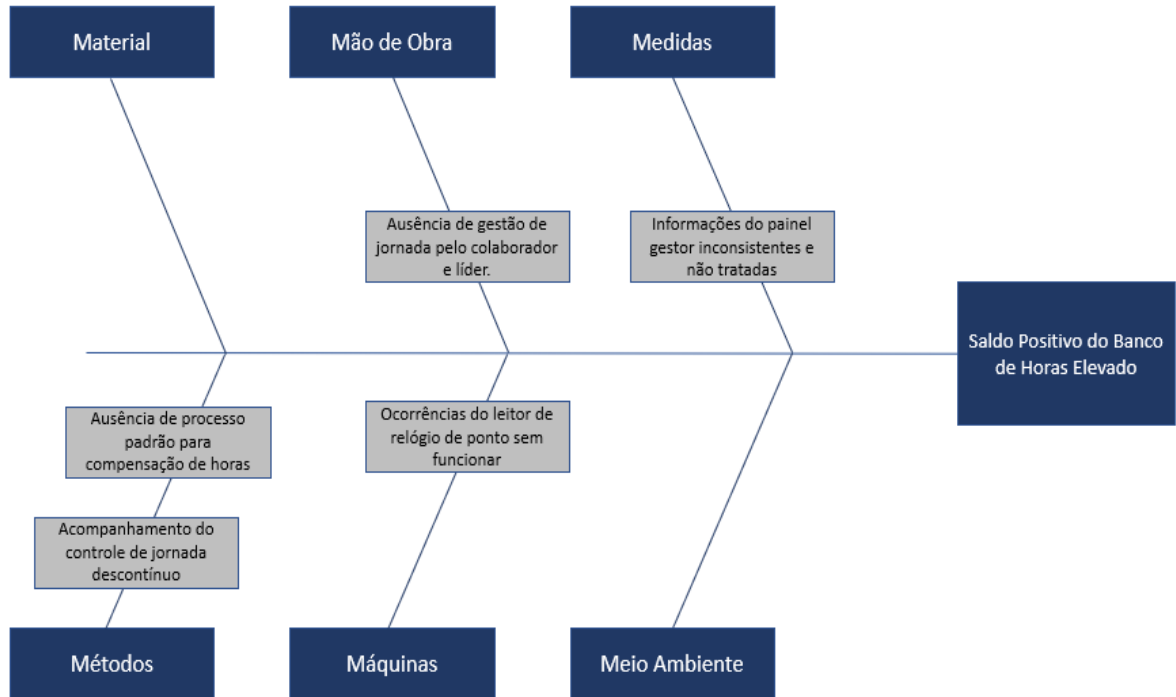 Material
Mão de Obra
Medidas
Ausência de gestão de
jornada pelo colaborador
e líder.
Informações do painel
gestor inconsistentes e
não tratadas
Saldo Positivo do Banco
de Horas Elevado
Ausência de processo
padrão para
compensação de horas
Ocorrências do leitor de
relógio de ponto sem
funcionar
Acompanhamento do
controle de jornada
descontínuo
Métodos
Máquinas
Meio Ambiente